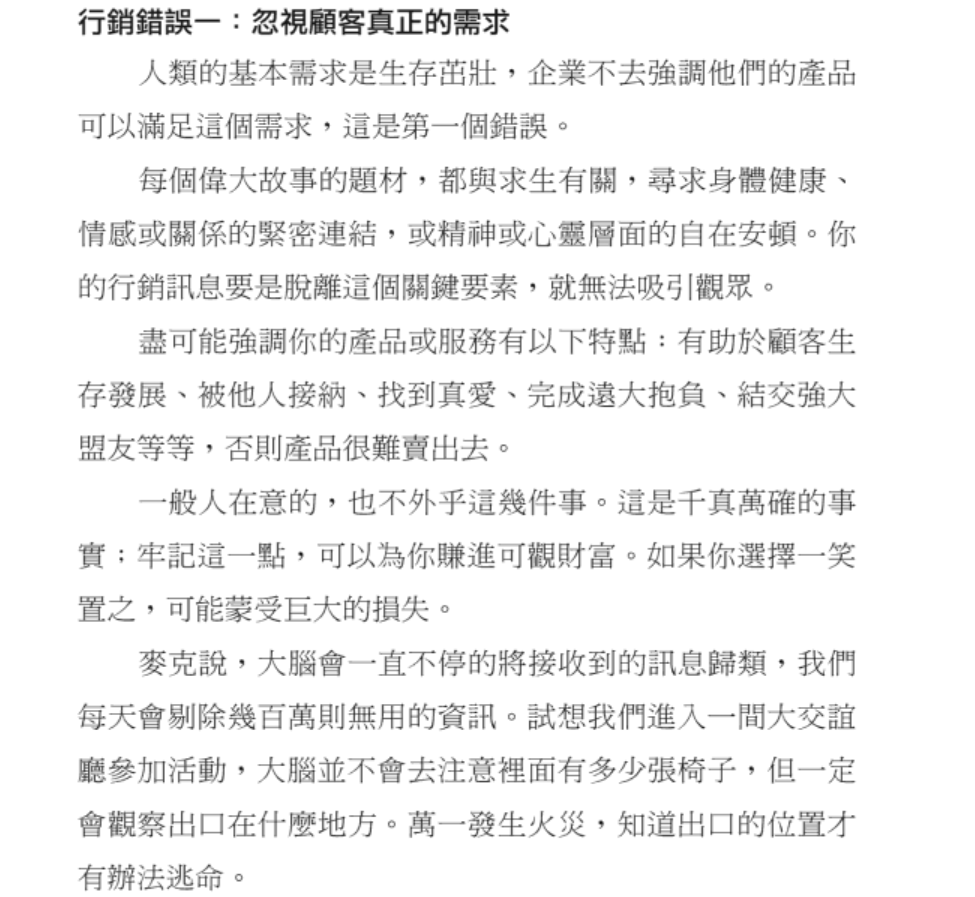 行銷錯誤一：忽視顧客真正的需求
人類的基本需求是生存茁壯，企業不去強調他們的產品
可以滿足這個需求，這是第一個錯誤。
每個偉大故事的題材，都與求生有關，尋求身體健康、
情感或關係的緊密連結，或精神或心靈層面的自在安頓。你
的行銷訊息要是脫離這個關鍵要素，就無法吸引觀眾。
盡可能強調你的產品或服務有以下特點：有助於顧客生
存發展、被他人接納、找到真愛、完成遠大抱負、結交強大
盟友等等，否則產品很難賣出去。
一般人在意的，也不外乎這幾件事。這是千真萬確的事
實；牢記這一點，可以為你賺進可觀財富。如果你選擇一笑
置之，可能蒙受巨大的損失。
麥克說，大腦會一直不停的將接收到的訊息歸類，我們
每天會剔除幾百萬則無用的資訊。試想我們進入一間大交誼
廳參加活動，大腦並不會去注意裡面有多少張椅子，但一定
會觀察出口在什麼地方。萬一發生火災，知道出口的位置才
有辦法逃命。